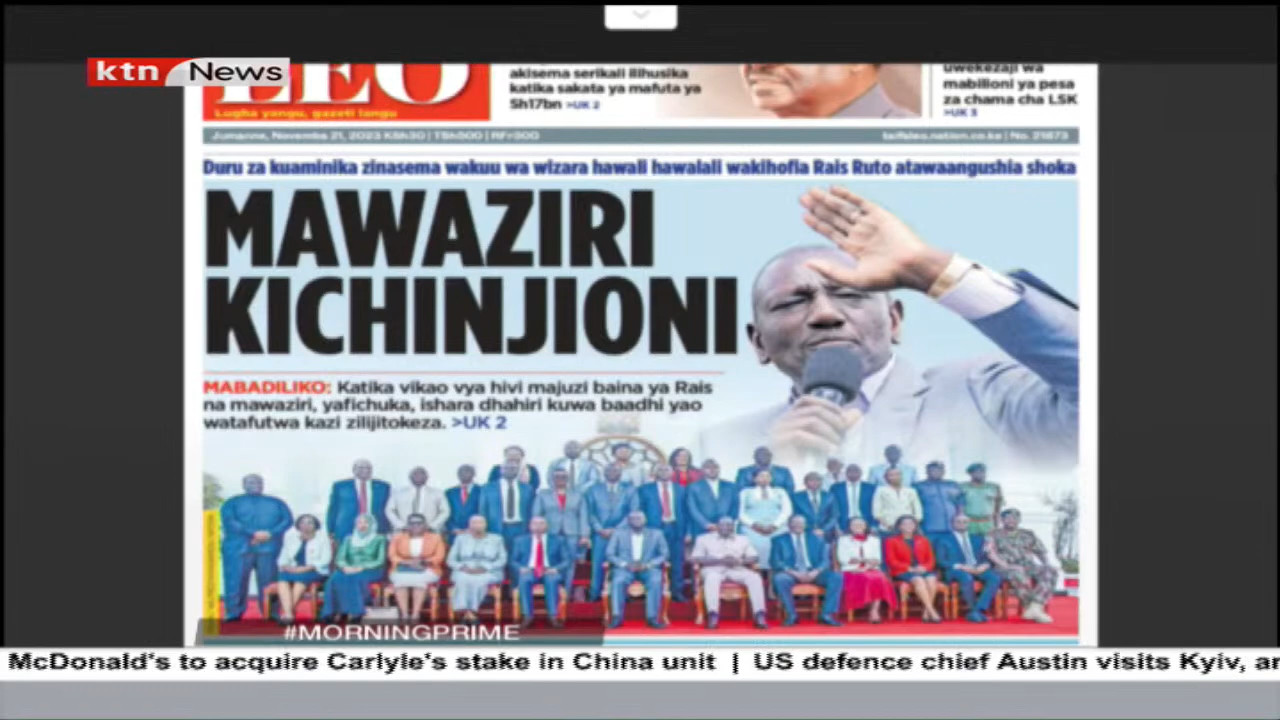 ktn News
LEO
Lugha yangu, gazeti langu
akisema serikali ilihusika
katika sakata ya mafuta ya
Sh17bn >UK 2
uwekezaji wa
mabilioni ya pesa
za chama cha LSK
>UK 3
Jumanne, Novemba 21, 2023 KSh30 | TSh500 | RFr300
taifaleo.nation.co.ke | No. 21673
Duru za kuaminika zinasema wakuu wa wizara hawali hawalali wakihofia Rais Ruto atawaangushia shoka
MAWAZIRI
KICHINJIONI
MABADILIKO: Katika vikao vya hivi majuzi baina ya Rais
na mawaziri, yafichuka, ishara dhahiri kuwa baadhi yao
watafutwa kazi zilijitokeza. >UK 2
#MORNINGPRIME
McDonald's to acquire Carlyle's stake in China unit | US defence chief Austin visits Kyiv, an